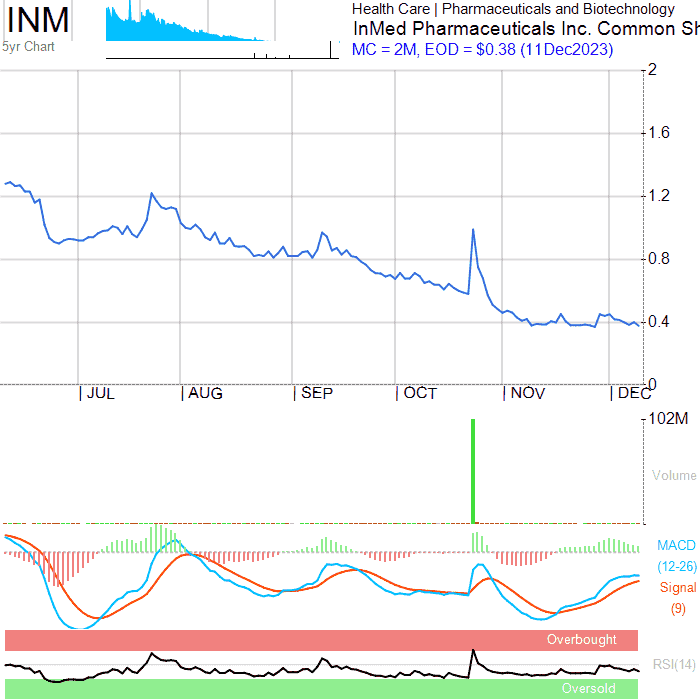 INM
5yr Chart
Health Care | Pharmaceuticals and Biotechnology
InMed Pharmaceuticals Inc. Common Sh
MC = 2M, EOD = $0.38 (11Dec2023)
2
1.6
1.2
0.8
0.4
0
| JUL | AUG | SEP | OCT | NOV | DEC
102M
Volume
MACD
(12-26)
Signal
(9)
Overbought
RSI(14)
Oversold